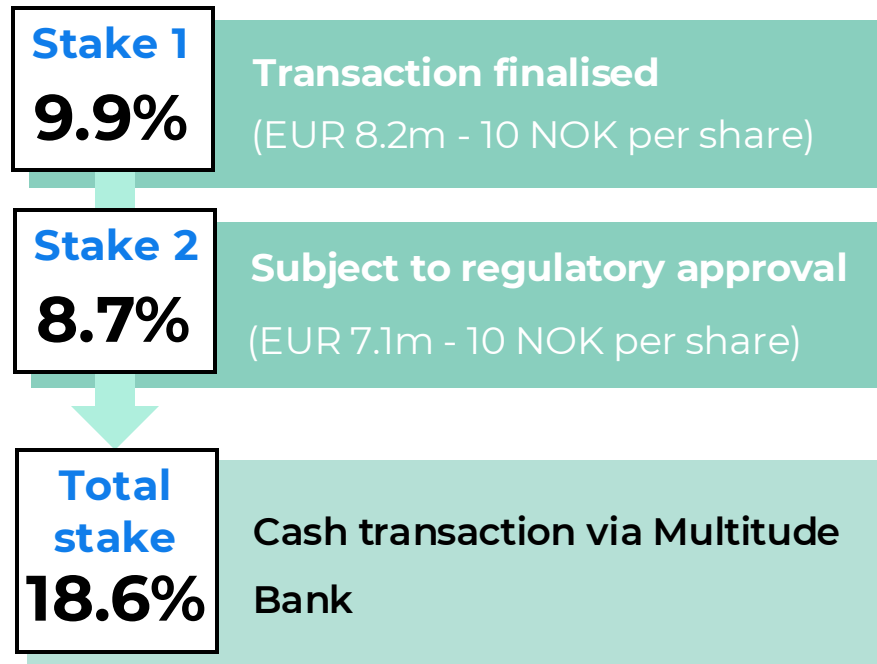 Stake 1
9.9%
Transaction finalised
(EUR 8.2m - 10 NOK per share)
Stake 2
8.7%
Subject to regulatory approval
(EUR 7.1m - 10 NOK per share)
Total
stake
18.6%
Cash transaction via Multitude
Bank